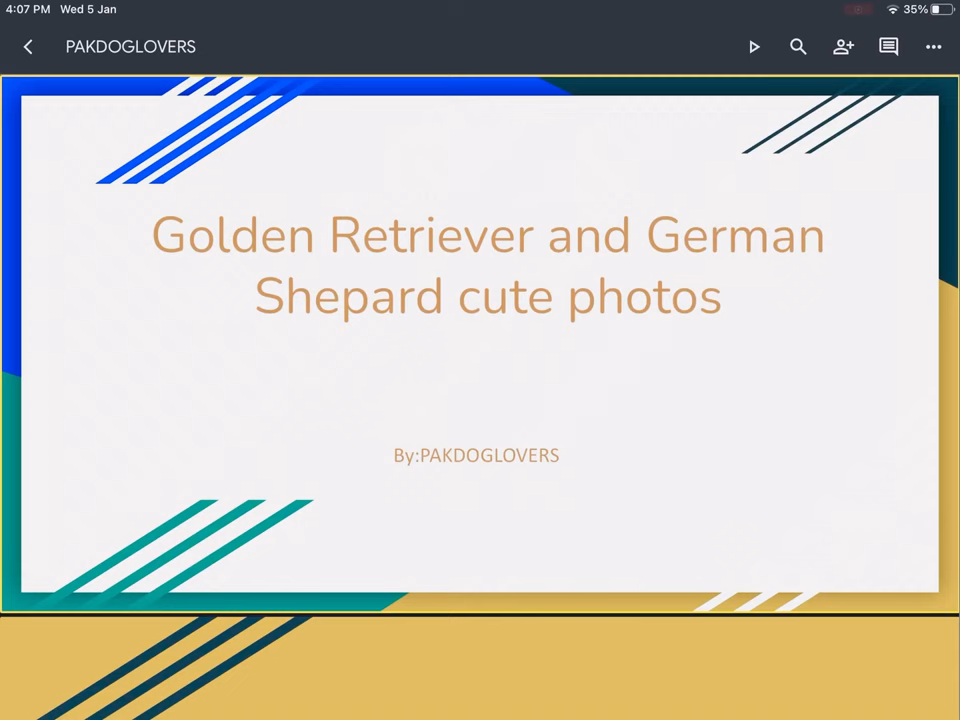 4:07 PM Wed 5 Jan 35%
PAKDOGLOVERS
Golden Retriever and German
Shepard cute photos
By:PAKDOGLOVERS